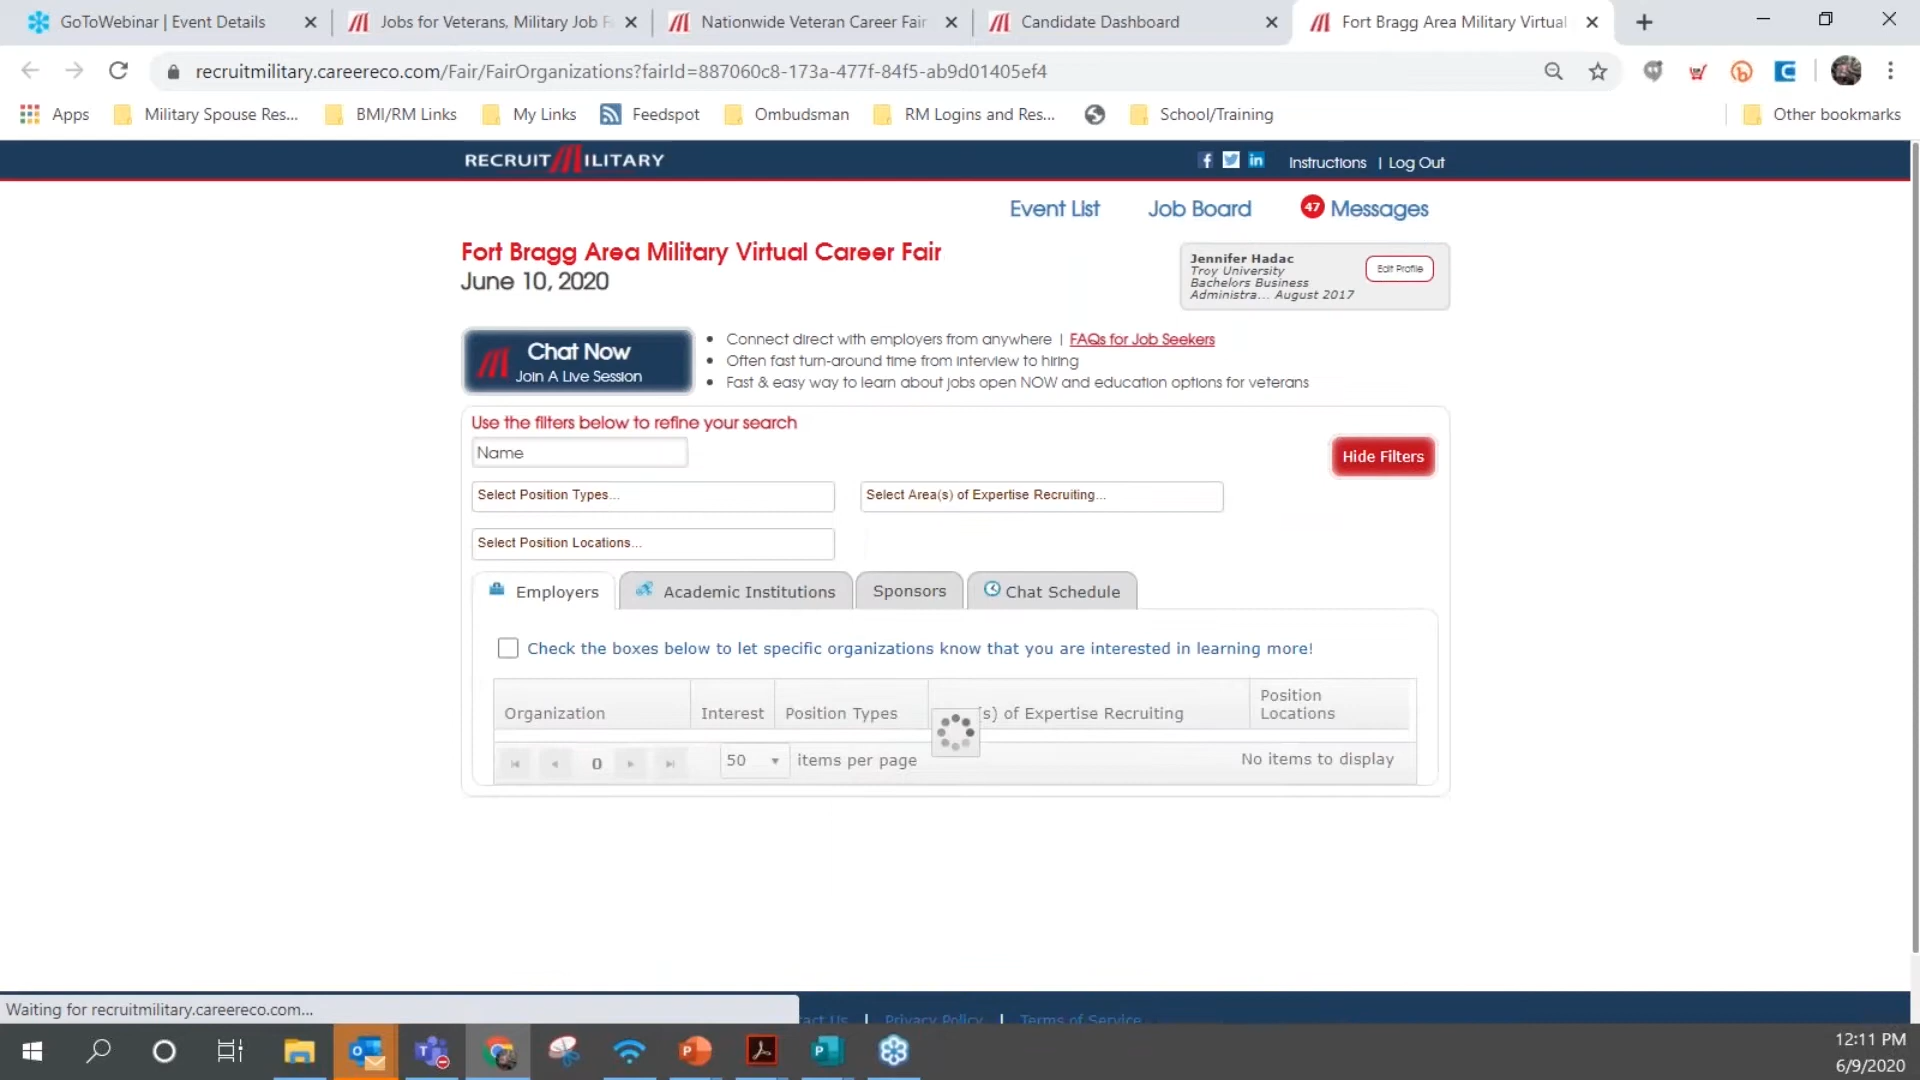 GoToWebinar | Event Details
Jobs for Veterans, Military Job F
Nationwide Veteran Career Fair
Candidate Dashboard
Fort Bragg Area Military Virtual
recruitmilitary.careereco.com/Fair/FairOrganizations?fairId=887060c8-173a-477f-84f5-ab9d01405ef4
Apps
Military Spouse Res...
BMI/RM Links
My Links
Feedspot
Ombudsman
RM Logins and Res...
School/Training
Other bookmarks
RECRUITMILITARY
Instructions | Log Out
Event List
Job Board
47 Messages
Fort Bragg Area Military Virtual Career Fair
June 10, 2020
Jennifer Hadac
Troy University
Bachelors Business
Administra... August 2017
Edit Profile
Chat Now
Join A Live Session
• Connect direct with employers from anywhere | FAQs for Job Seekers
• Often fast turn-around time from interview to hiring
• Fast & easy way to learn about jobs open NOW and education options for veterans
Use the filters below to refine your search
Name
Hide Filters
Select Position Types...
Select Area(s) of Expertise Recruiting...
Select Position Locations...
Employers
Academic Institutions
Sponsors
Chat Schedule
Check the boxes below to let specific organizations know that you are interested in learning more!
Organization
Interest
Position Types
(s) of Expertise Recruiting
Position
Locations
0
50
items per page
No items to display
Waiting for recruitmilitary.careereco.com...
act Us | Privacy Policy | Terms of Service
12:11 PM
6/9/2020